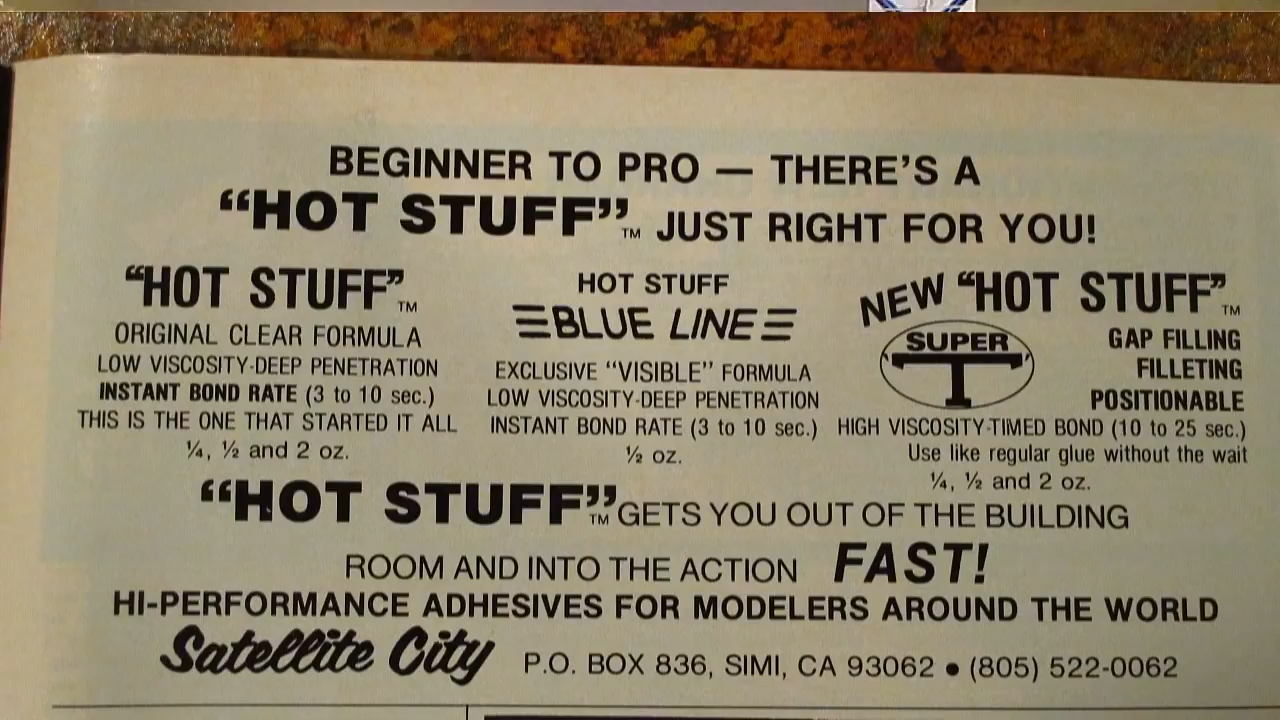 BEGINNER TO PRO — THERE'S A
“HOT STUFF”™ JUST RIGHT FOR YOU!
“HOT STUFF”™
ORIGINAL CLEAR FORMULA
LOW VISCOSITY-DEEP PENETRATION
INSTANT BOND RATE (3 to 10 sec.)
THIS IS THE ONE THAT STARTED IT ALL
¼, ½ and 2 oz.
HOT STUFF
BLUE LINE
EXCLUSIVE “VISIBLE” FORMULA
LOW VISCOSITY-DEEP PENETRATION
INSTANT BOND RATE (3 to 10 sec.)
½ oz.
NEW “HOT STUFF”™
SUPER T
GAP FILLING
FILLETING
POSITIONABLE
HIGH VISCOSITY-TIMED BOND (10 to 25 sec.)
Use like regular glue without the wait
¼, ½ and 2 oz.
“HOT STUFF”™ GETS YOU OUT OF THE BUILDING
ROOM AND INTO THE ACTION FAST!
HI-PERFORMANCE ADHESIVES FOR MODELERS AROUND THE WORLD
Satellite City P.O. BOX 836, SIMI, CA 93062 • (805) 522-0062